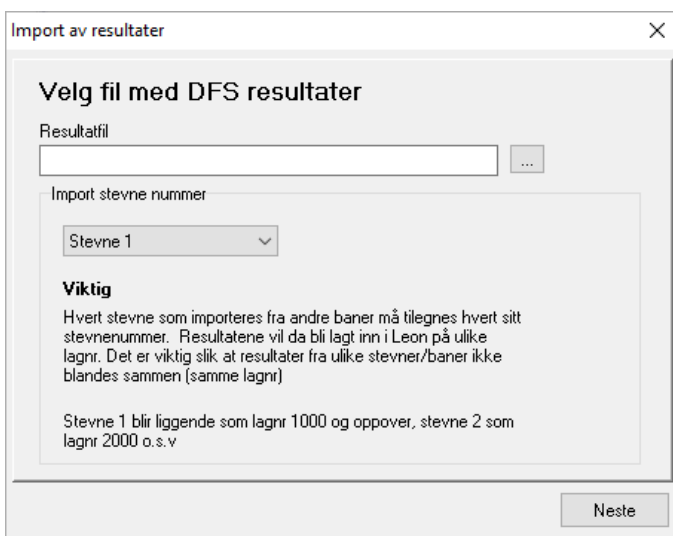 Import av resultater
Velg fil med DFS resultater
Resultatfil
...
Import stevne nummer
Stevne 1
Viktig
Hvert stevne som importeres fra andre baner må tilegnes hvert sitt
stevnenummer.  Resultatene vil da bli lagt inn i Leon på ulike
lagnr. Det er viktig slik at resultater fra ulike stevner/baner ikke
blandes sammen (samme lagnr)
Stevne 1 blir liggende som lagnr 1000 og oppover, stevne 2 som
lagnr 2000 o.s.v
Neste